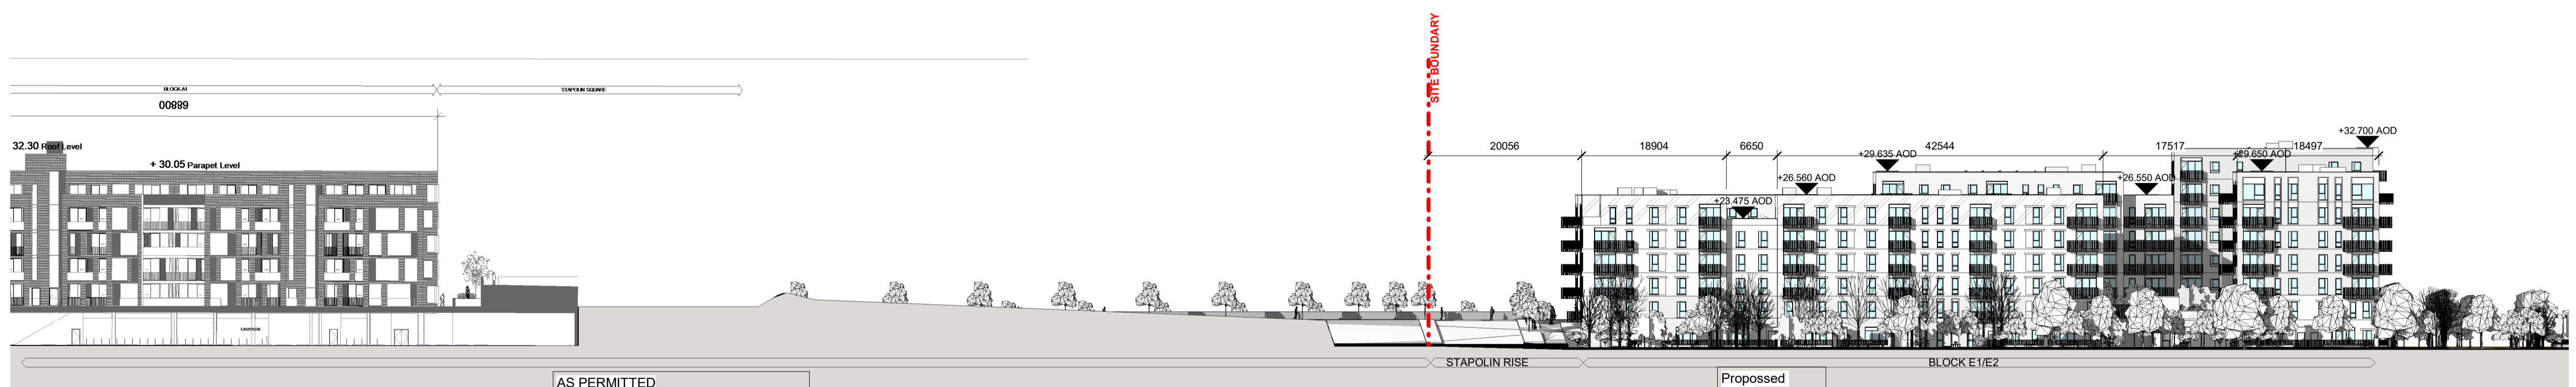 SITE BOUNDARY
BLOCK A1
STAPOLIN SQUARE
00889
32.30 Roof Level
+ 30.05 Parapet Level
20056
18904
6650
42544
17517
18497
+32.700 AOD
+29.635 AOD
+29.650 AOD
+26.560 AOD
+26.550 AOD
+23.475 AOD
CARPARK
STAPOLIN RISE
BLOCK E1/E2
AS PERMITTED
Propossed